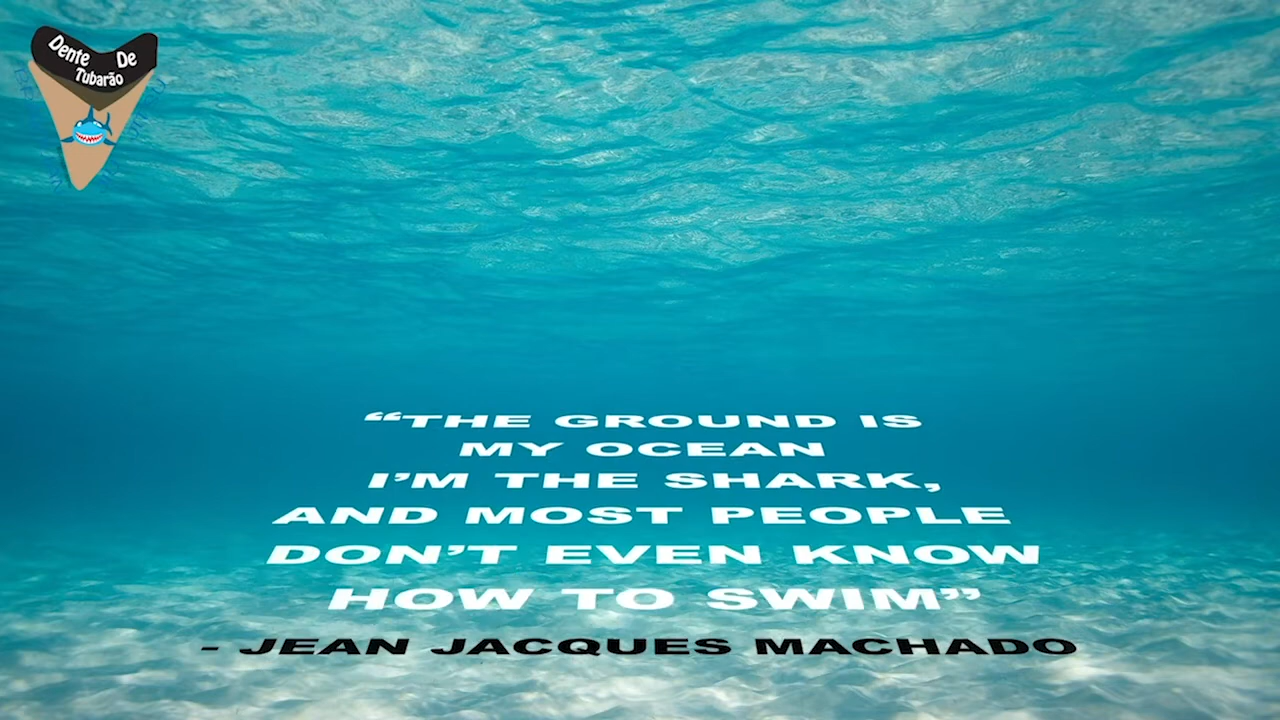 Dente De
Tubarão
“THE GROUND IS
MY OCEAN
I’M THE SHARK,
AND MOST PEOPLE
DON’T EVEN KNOW
HOW TO SWIM”
- JEAN JACQUES MACHADO